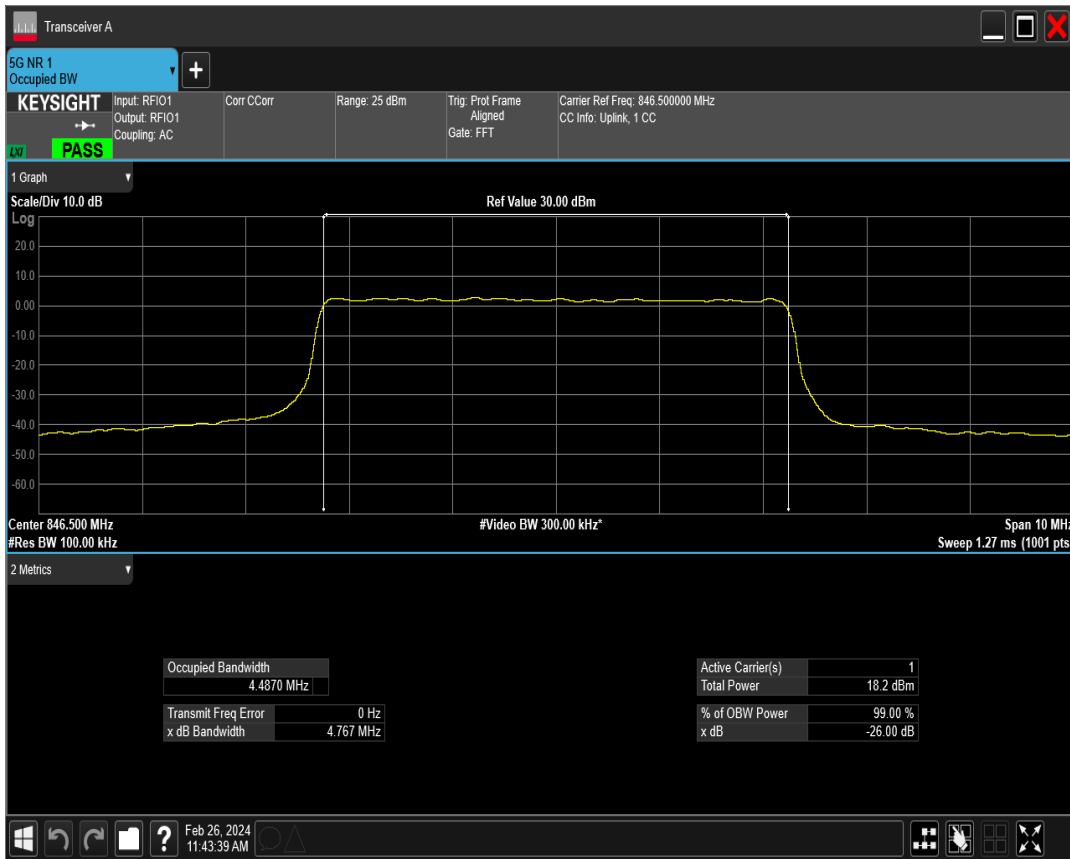 Transceiver A
5G NR 1
Occupied BW
+
KEYSIGHT
LXI
PASS
Input: RFIO1
Output: RFIO1
Coupling: AC
Corr CCorr
Range: 25 dBm
Trig: Prot Frame
Aligned
Gate: FFT
Carrier Ref Freq: 846.500000 MHz
CC Info: Uplink, 1 CC
1 Graph
Scale/Div 10.0 dB
Ref Value 30.00 dBm
Log
20.0
10.0
0.00
-10.0
-20.0
-30.0
-40.0
-50.0
-60.0
Center 846.500 MHz
#Video BW 300.00 kHz*
Span 10 MHz
#Res BW 100.00 kHz
Sweep 1.27 ms (1001 pts
2 Metrics
Occupied Bandwidth
4.4870 MHz
Transmit Freq Error 0 Hz
x dB Bandwidth 4.767 MHz
Active Carrier(s) 1
Total Power 18.2 dBm
% of OBW Power 99.00 %
x dB -26.00 dB
?
Feb 26, 2024
11:43:39 AM